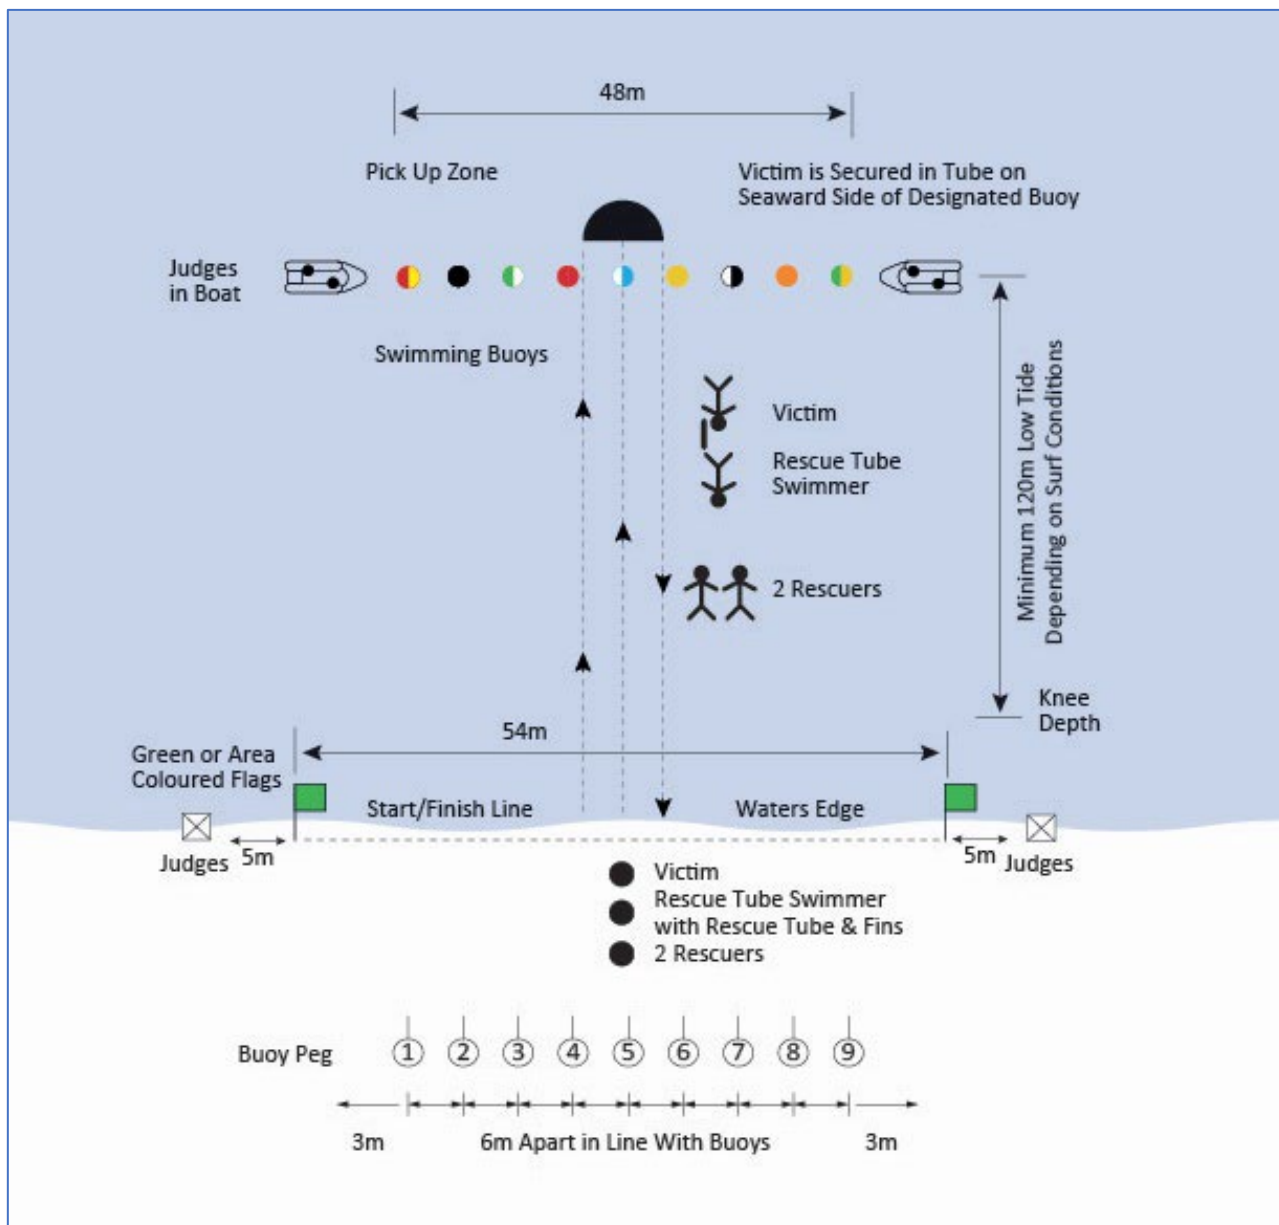 48m
Pick Up Zone
Victim is Secured in Tube on
Seaward Side of Designated Buoy
Judges
in Boat
Swimming Buoys
Victim
Rescue Tube
Swimmer
2 Rescuers
Minimum 120m Low Tide
Depending on Surf Conditions
Knee
Depth
54m
Green or Area
Coloured Flags
Start/Finish Line
Waters Edge
Judges
5m
5m
Judges
Victim
Rescue Tube Swimmer
with Rescue Tube & Fins
2 Rescuers
Buoy Peg
1 2 3 4 5 6 7 8 9
3m
6m Apart in Line With Buoys
3m